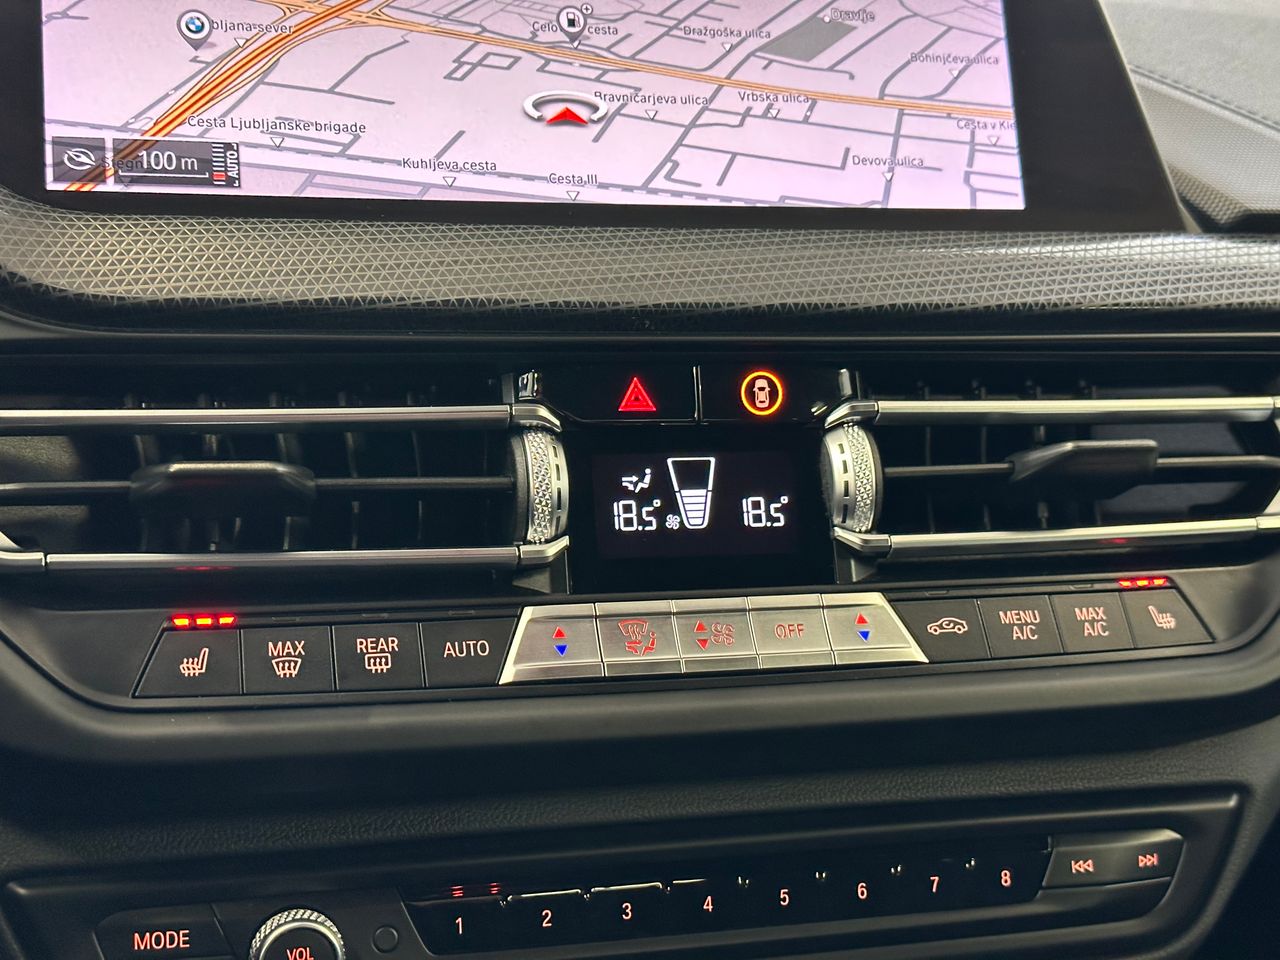 bljana-sever
Celo
cesta
Dražgoška ulica
Dravlje
Bohinjčeva ulica
Bravničarjeva ulica
Vrbska ulica
Cesta v Kle
Cesta Ljubljanske brigade
Kuhljeva cesta
Cesta III
Devova ulica
100 m
AUTO
18.5°
18.5°
MAX
REAR
AUTO
OFF
MENU
A/C
MAX
A/C
MODE
VOL
1 2 3 4 5 6 7 8